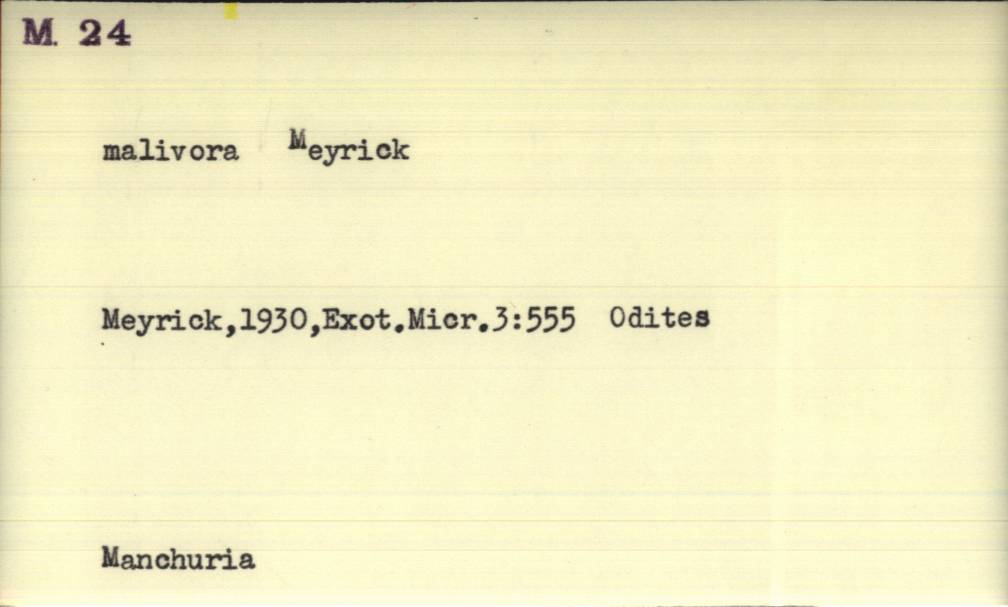 M. 24
malivora Meyrick
Meyrick,1930,Exot.Micr.3:555 Odites
Manchuria